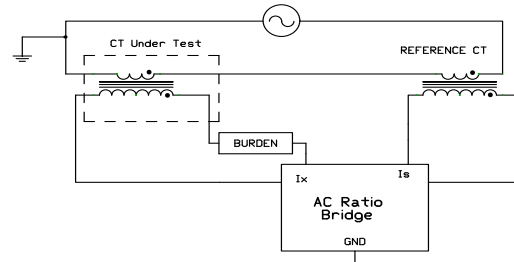 CT Under Test
REFERENCE CT
BURDEN
Ix
Is
AC Ratio
Bridge
GND